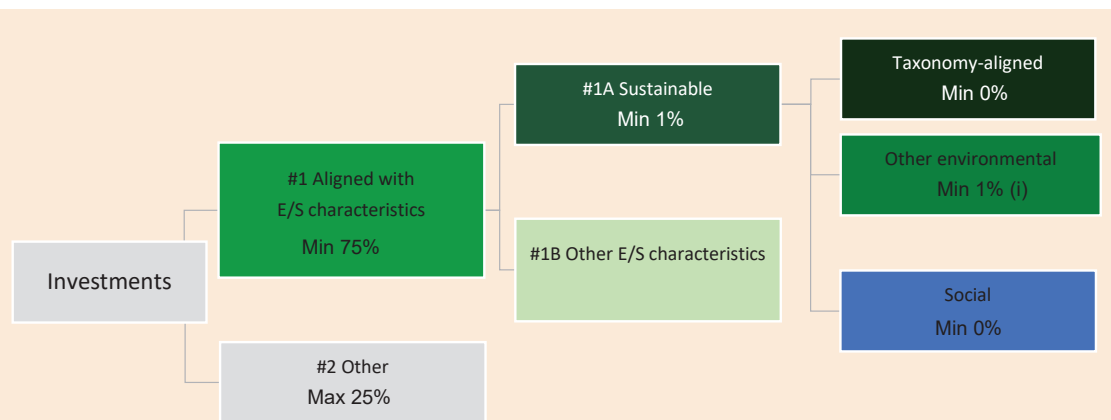 Investments
#1 Aligned with
E/S characteristics
Min 75%
#2 Other
Max 25%
#1A Sustainable
Min 1%
#1B Other E/S characteristics
Taxonomy-aligned
Min 0%
Other environmental
Min 1% (i)
Social
Min 0%